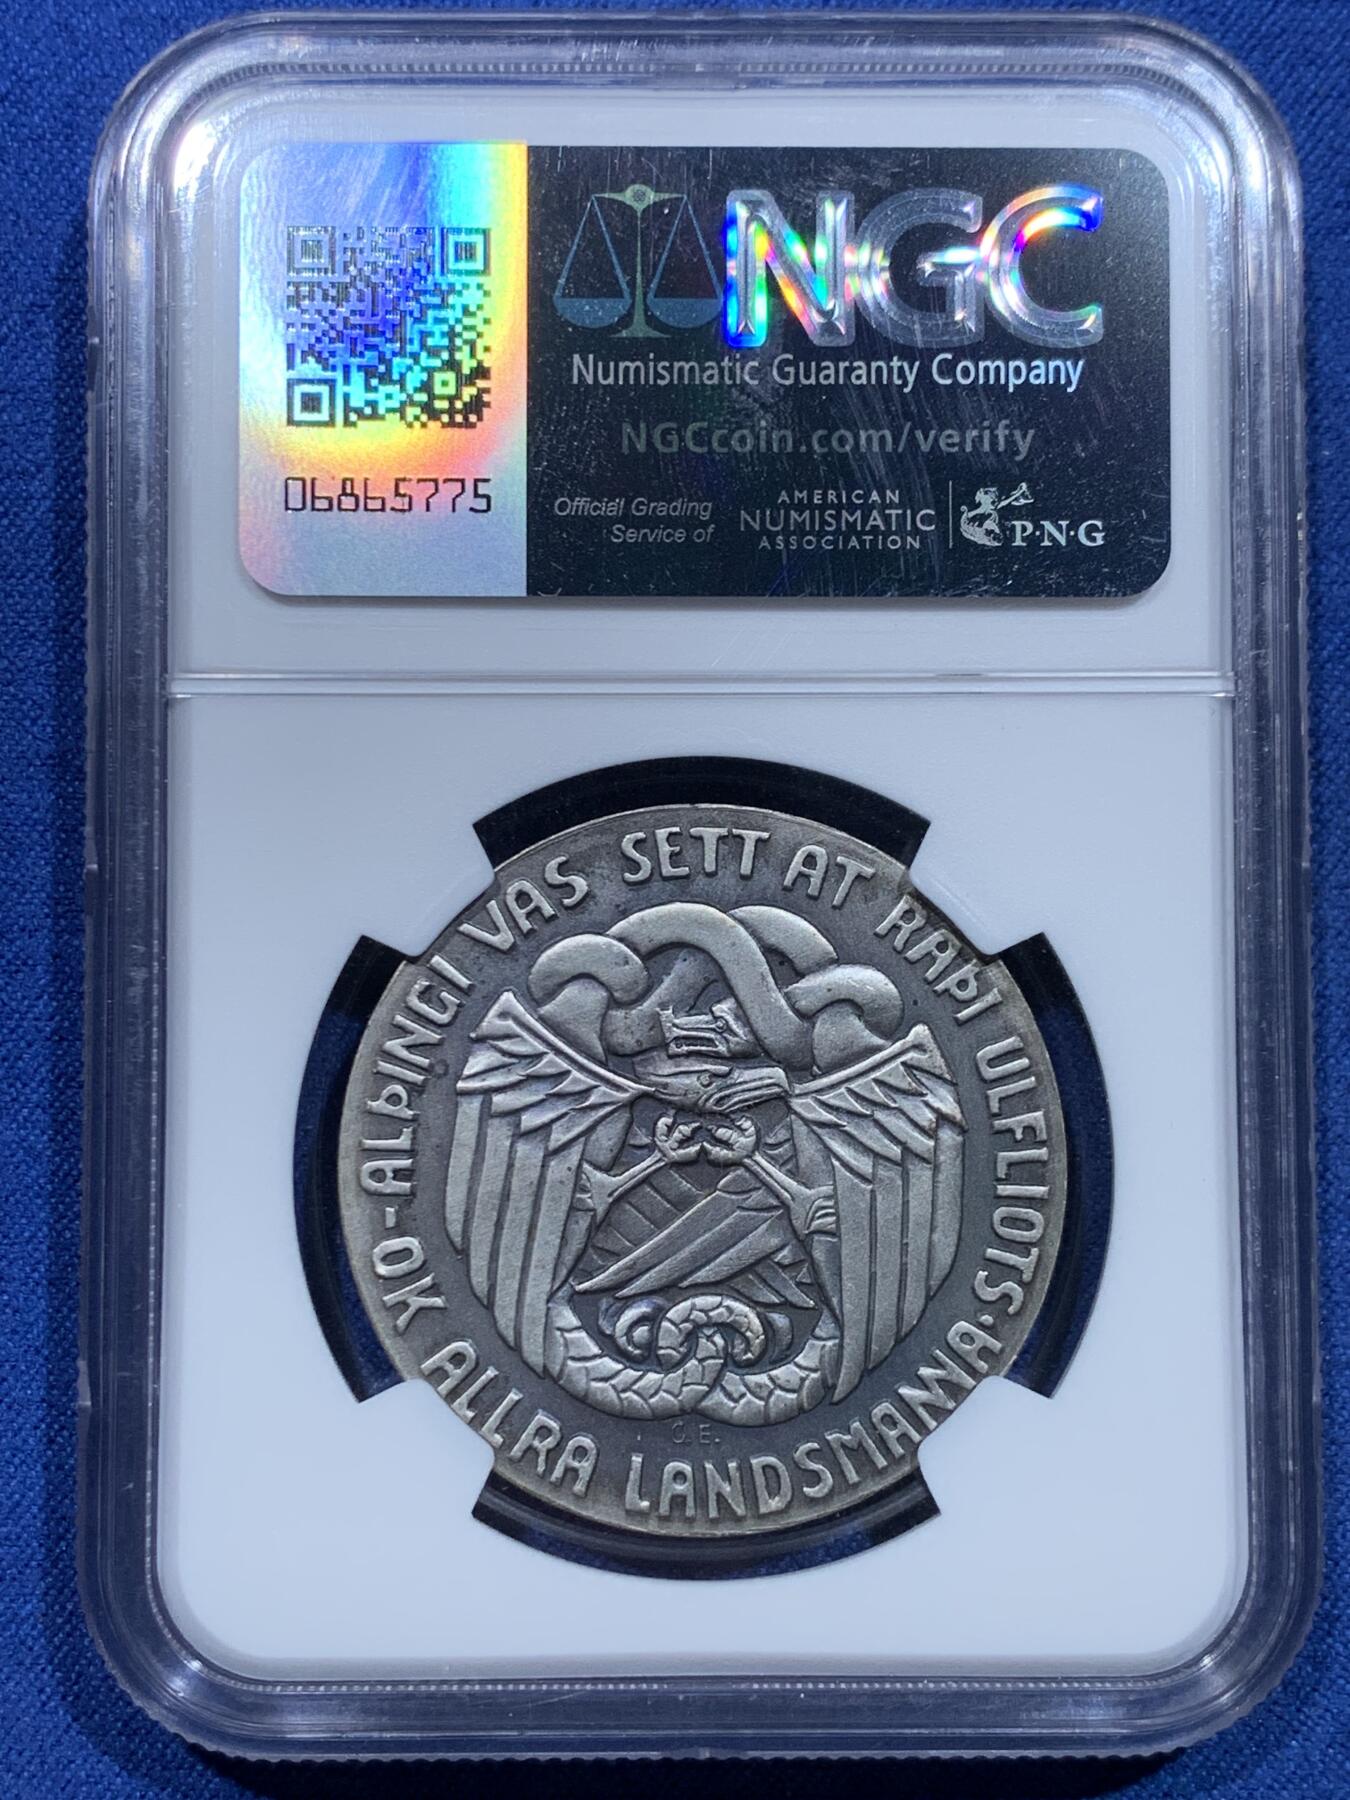 NGC
Numismatic Guaranty Company
NGCcoin.com/verify
06865775
Official Grading
Service of
AMERICAN
NUMISMATIC
ASSOCIATION
P·N·G
-ALÞINGI VAS SETT AT RAÞI ULFLIOTS·
OK ALLRA LANDSMANNA·